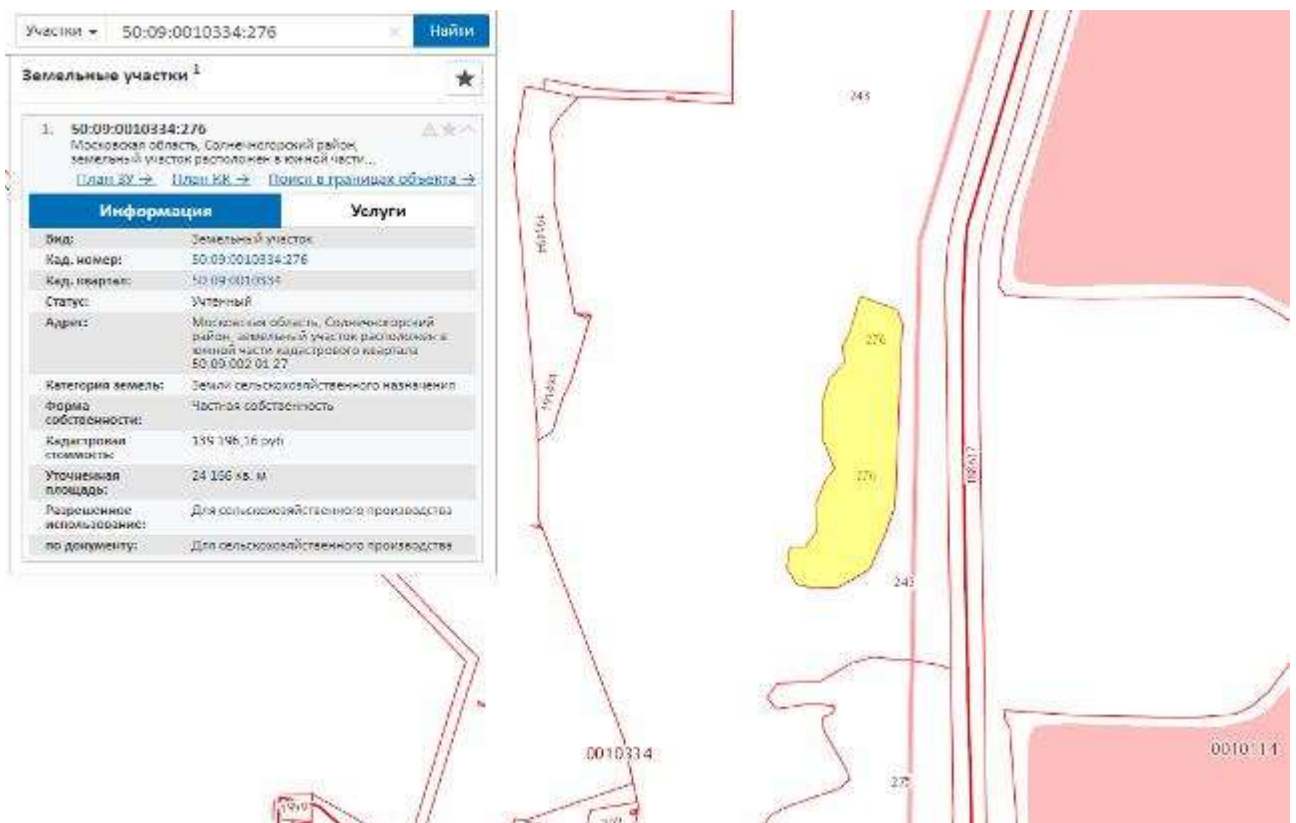 Участки 50:09:0010334:276 × Найти
Земельные участки 1
1. 50:09:0010334:276
Московская область, Солнечногорский район,
земельный участок расположен в южной части...
План ЗУ → План КК → Поиск в границах объекта →
Информация Услуги
Вид: Земельный участок
Кад. номер: 50:09:0010334:276
Кад. квартал: 50:09:0010334
Статус: Учтенный
Адрес: Московская область, Солнечногорский
район, земельный участок расположен в
южной части кадастрового квартала
50:09:002 01 27
Категория земель: Земли сельскохозяйственного назначения
Форма
собственности: Частная собственность
Кадастровая
стоимость: 139 196,16 руб
Уточненная
площадь: 24 166 кв. м
Разрешенное
использование: Для сельскохозяйственного производства
по документу: Для сельскохозяйственного производства
243
276
276
243
0010334
0010114